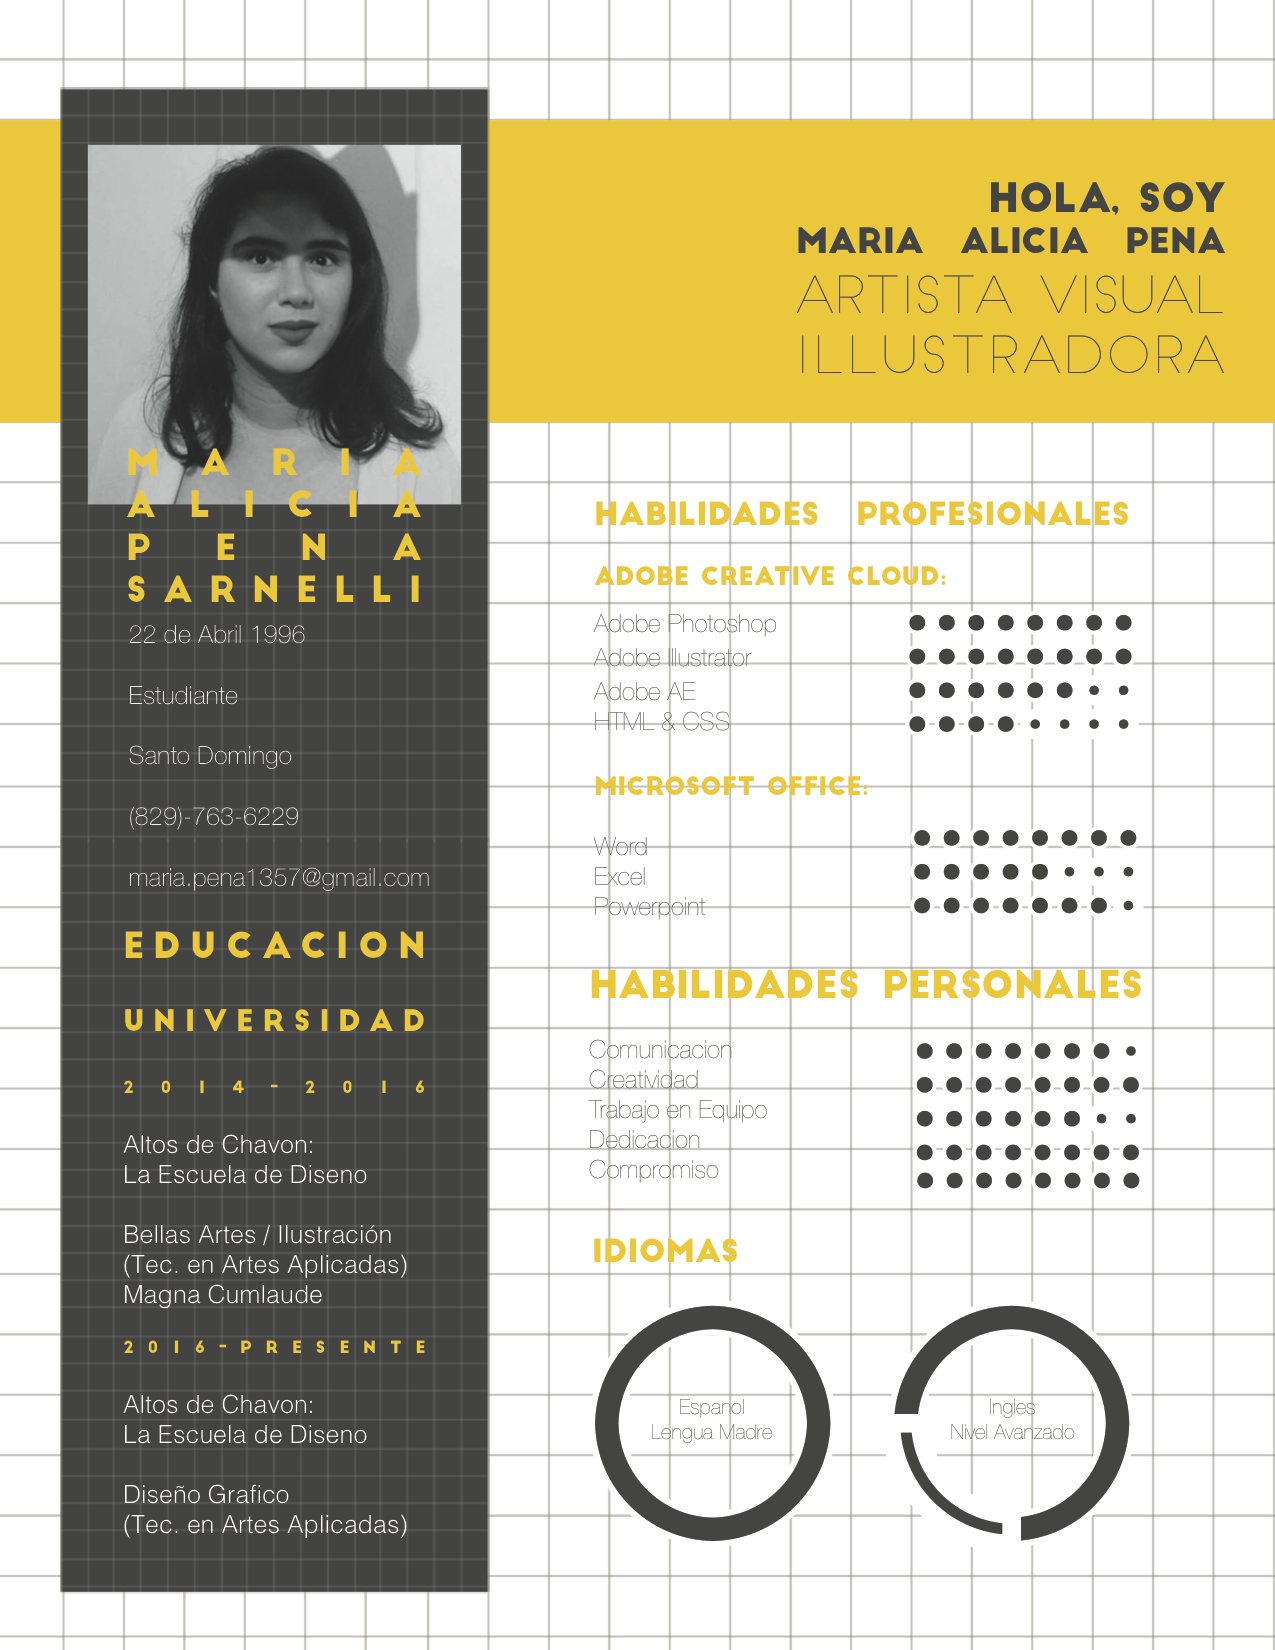 HOLA, SOY
MARIA ALICIA PENA
ARTISTA VISUAL
ILLUSTRADORA
MARIA
ALICIA
PENA
SARNELLI
22 de Abril 1996
Estudiante
Santo Domingo
(829)-763-6229
maria.pena1357@gmail.com
EDUCACION
UNIVERSIDAD
2014-2016
Altos de Chavon:
La Escuela de Diseno
Bellas Artes / Ilustración
(Tec. en Artes Aplicadas)
Magna Cumlaude
2016-PRESENTE
Altos de Chavon:
La Escuela de Diseno
Diseño Grafico
(Tec. en Artes Aplicadas)
HABILIDADES PROFESIONALES
ADOBE CREATIVE CLOUD:
Adobe Photoshop
Adobe Illustrator
Adobe AE
HTML & CSS
MICROSOFT OFFICE:
Word
Excel
Powerpoint
HABILIDADES PERSONALES
Comunicacion
Creatividad
Trabajo en Equipo
Dedicacion
Compromiso
IDIOMAS
Espanol
Lengua Madre
Ingles
Nivel Avanzado